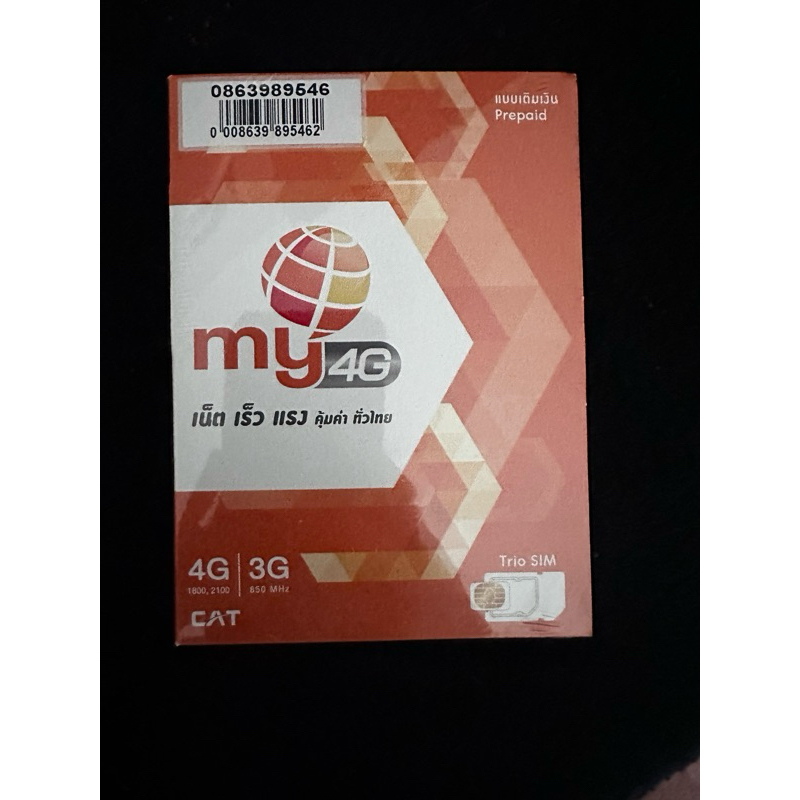 0863989546
0 008639 895462
แบบเติมเงิน
Prepaid
my 4G
เน็ต เร็ว แรง คุ้มค่า ทั่วไทย
4G 3G
1800, 2100 850 MHz
CAT
Trio SIM